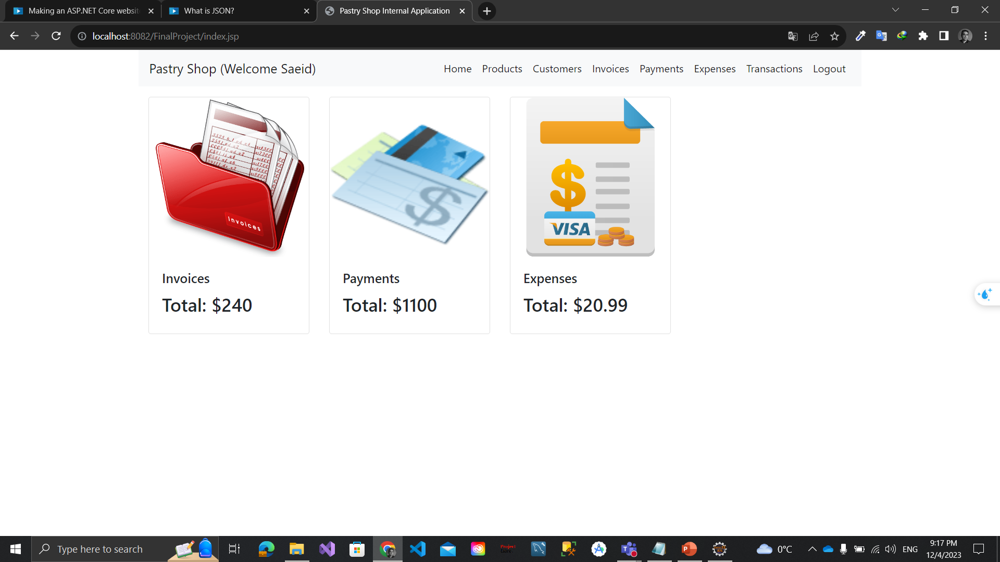 Making an ASP.NET Core websit
What is JSON?
Pastry Shop Internal Application
localhost:8082/FinalProject/index.jsp
Pastry Shop (Welcome Saeid)
Home Products Customers Invoices Payments Expenses Transactions Logout
Invoices
VISA
Invoices
Total: $240
Payments
Total: $1100
Expenses
Total: $20.99
Type here to search
0°C
ENG
9:17 PM
12/4/2023